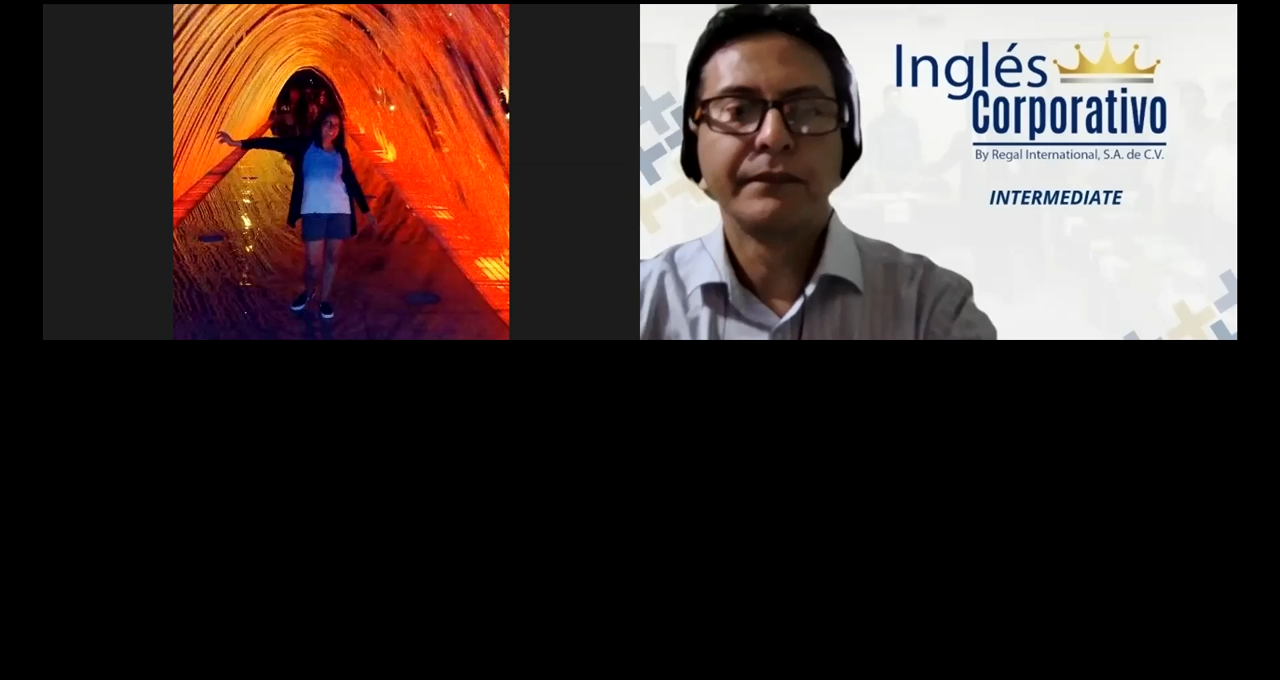 Inglés
Corporativo
By Regal International, S.A. de C.V.
INTERMEDIATE